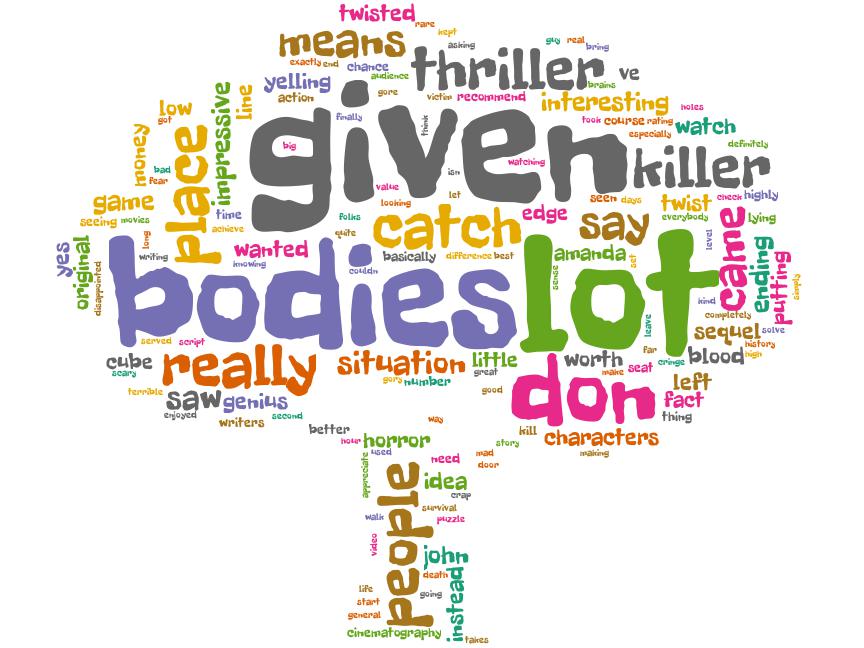 twisted
rare
means
kept
asking
guy
real
bring
exactly
end
chance
audience
thriller
ve
yelling
action
gore
brains
victim
recommend
interesting
holes
low
got
impressive
line
finally
think
took
course
rating
especially
watch
definitely
given
big
money
place
bad
fear
isn
watching
killer
value
let
looking
game
time
achieve
folks
quite
catch
edge
say
seen
days
twist
check
highly
everybody
lying
seeing
movies
yes
original
disappointed
long
writing
wanted
knowing
bodies
couldn
basically
difference
best
lot
amanda
sense
set
level
came
ending
putting
simply
kind
leave
completely
sequel
solve
history
high
served
script
cube
scary
really
situation
gory
number
little
great
good
worth
make
far
seat
cringe
blood
left
fact
thing
terrible
saw
genius
enjoyed
writers
second
don
better
way
kill
characters
story
making
hour
horror
used
appreciate
need
mad
door
people
idea
crap
survival
walk
puzzle
video
john
death
instead
life
going
start
general
cinematography
takes